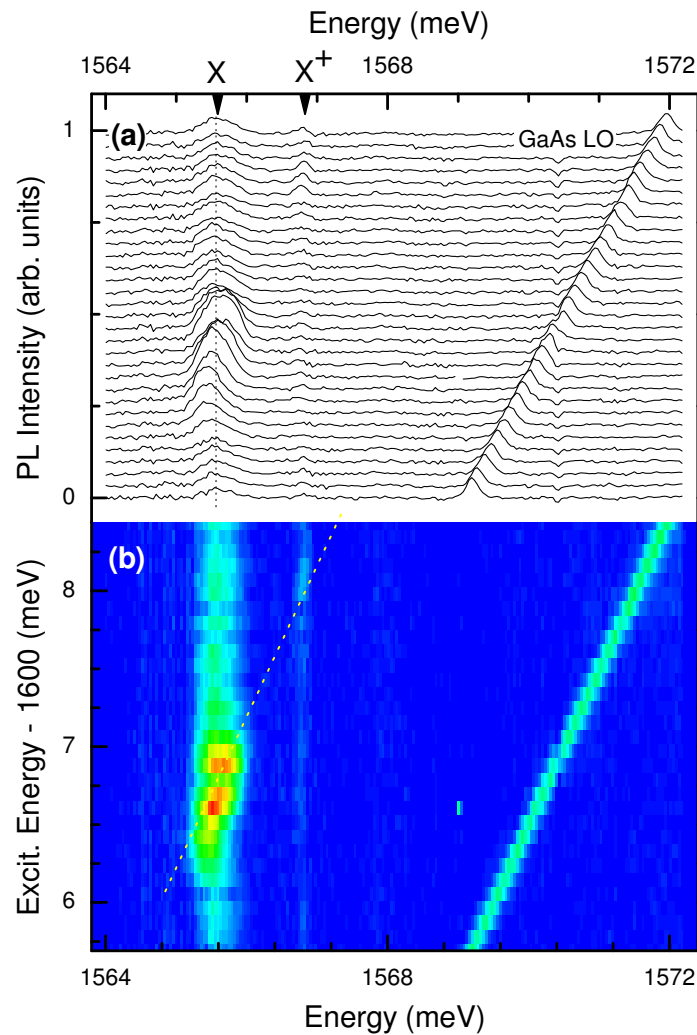 Energy (meV)
1564 1568 1572
X X+
(a) GaAs LO
1
0
PL Intensity (arb. units)
(b)
8
7
6
Excit. Energy - 1600 (meV)
1564 1568 1572
Energy (meV)